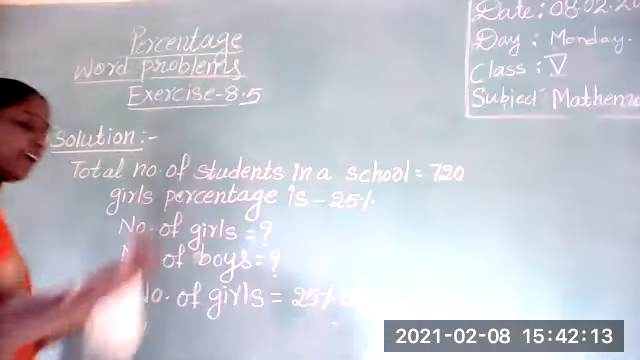 Date: 08.02.20
Day: Monday.
Class: V
Subject Mathema
Percentage
Word problems
Exercise-8.5
Solution:-
Total no. of students in a school = 720
girls percentage is - 25%
No. of girls = ?
No. of boys = ?
No. of girls = 25%
2021-02-08 15:42:13